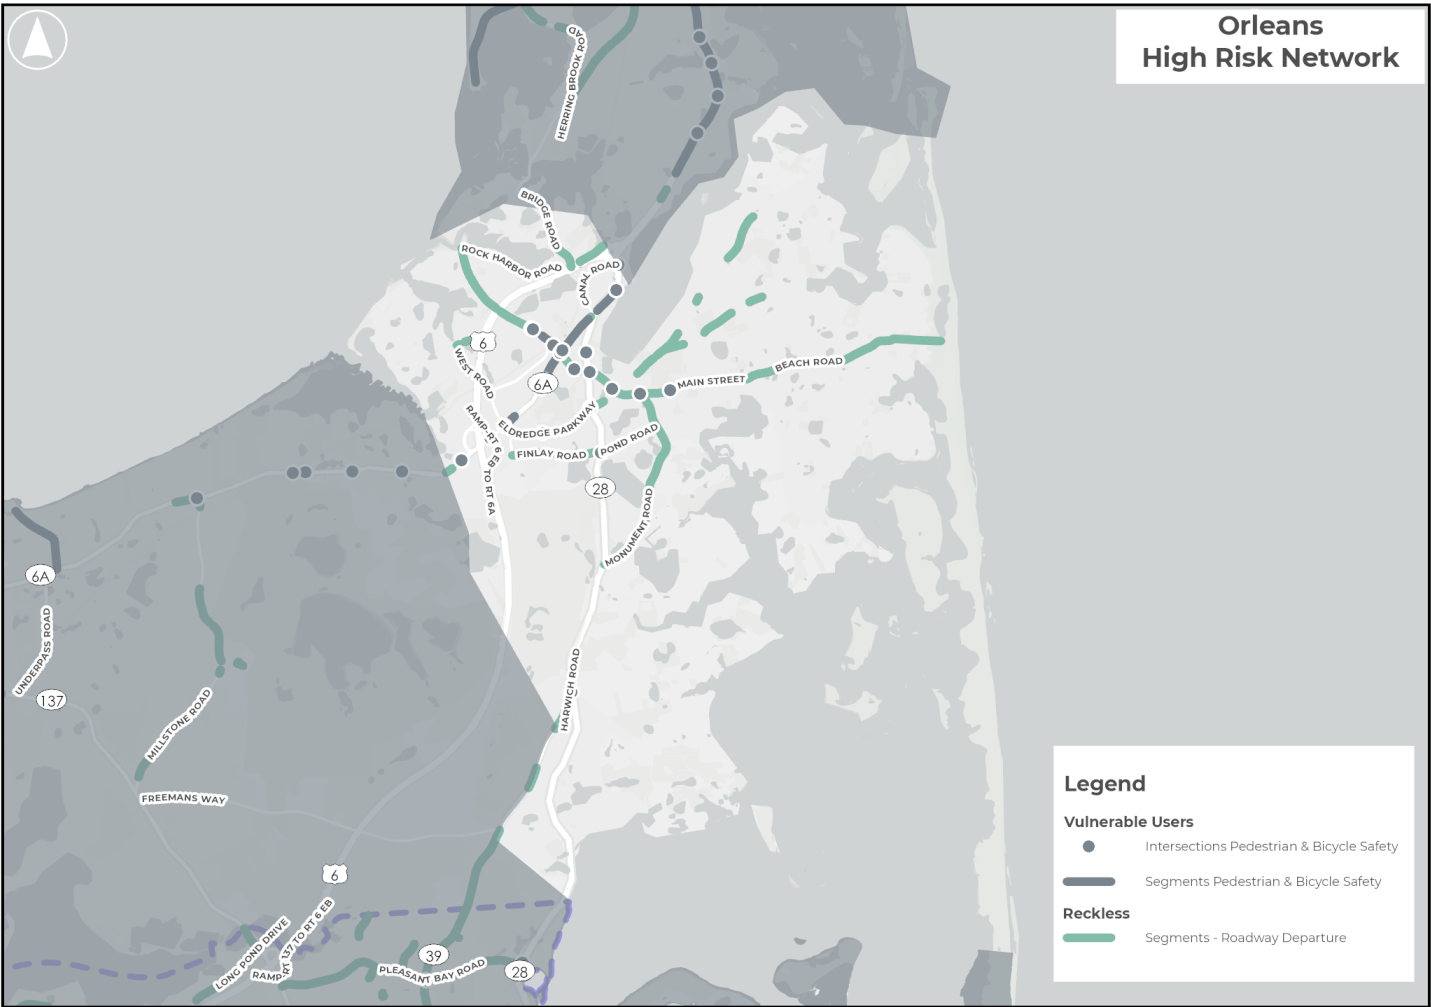 Orleans
High Risk Network
HERRING BROOK ROAD
BRIDGE ROAD
ROCK HARBOR ROAD
CANAL ROAD
6
WEST ROAD
6A
MAIN STREET
BEACH ROAD
RAMP-RT 6 EB TO RT 6A
ELDREDGE PARKWAY
FINLAY ROAD
POND ROAD
28
MONUMENT ROAD
6A
UNDERPASS ROAD
137
MILLSTONE ROAD
HARWICH ROAD
FREEMANS WAY
6
LONG POND DRIVE
RAMP-RT 137 TO RT 6 EB
39
PLEASANT BAY ROAD
28
Legend
Vulnerable Users
Intersections Pedestrian & Bicycle Safety
Segments Pedestrian & Bicycle Safety
Reckless
Segments - Roadway Departure